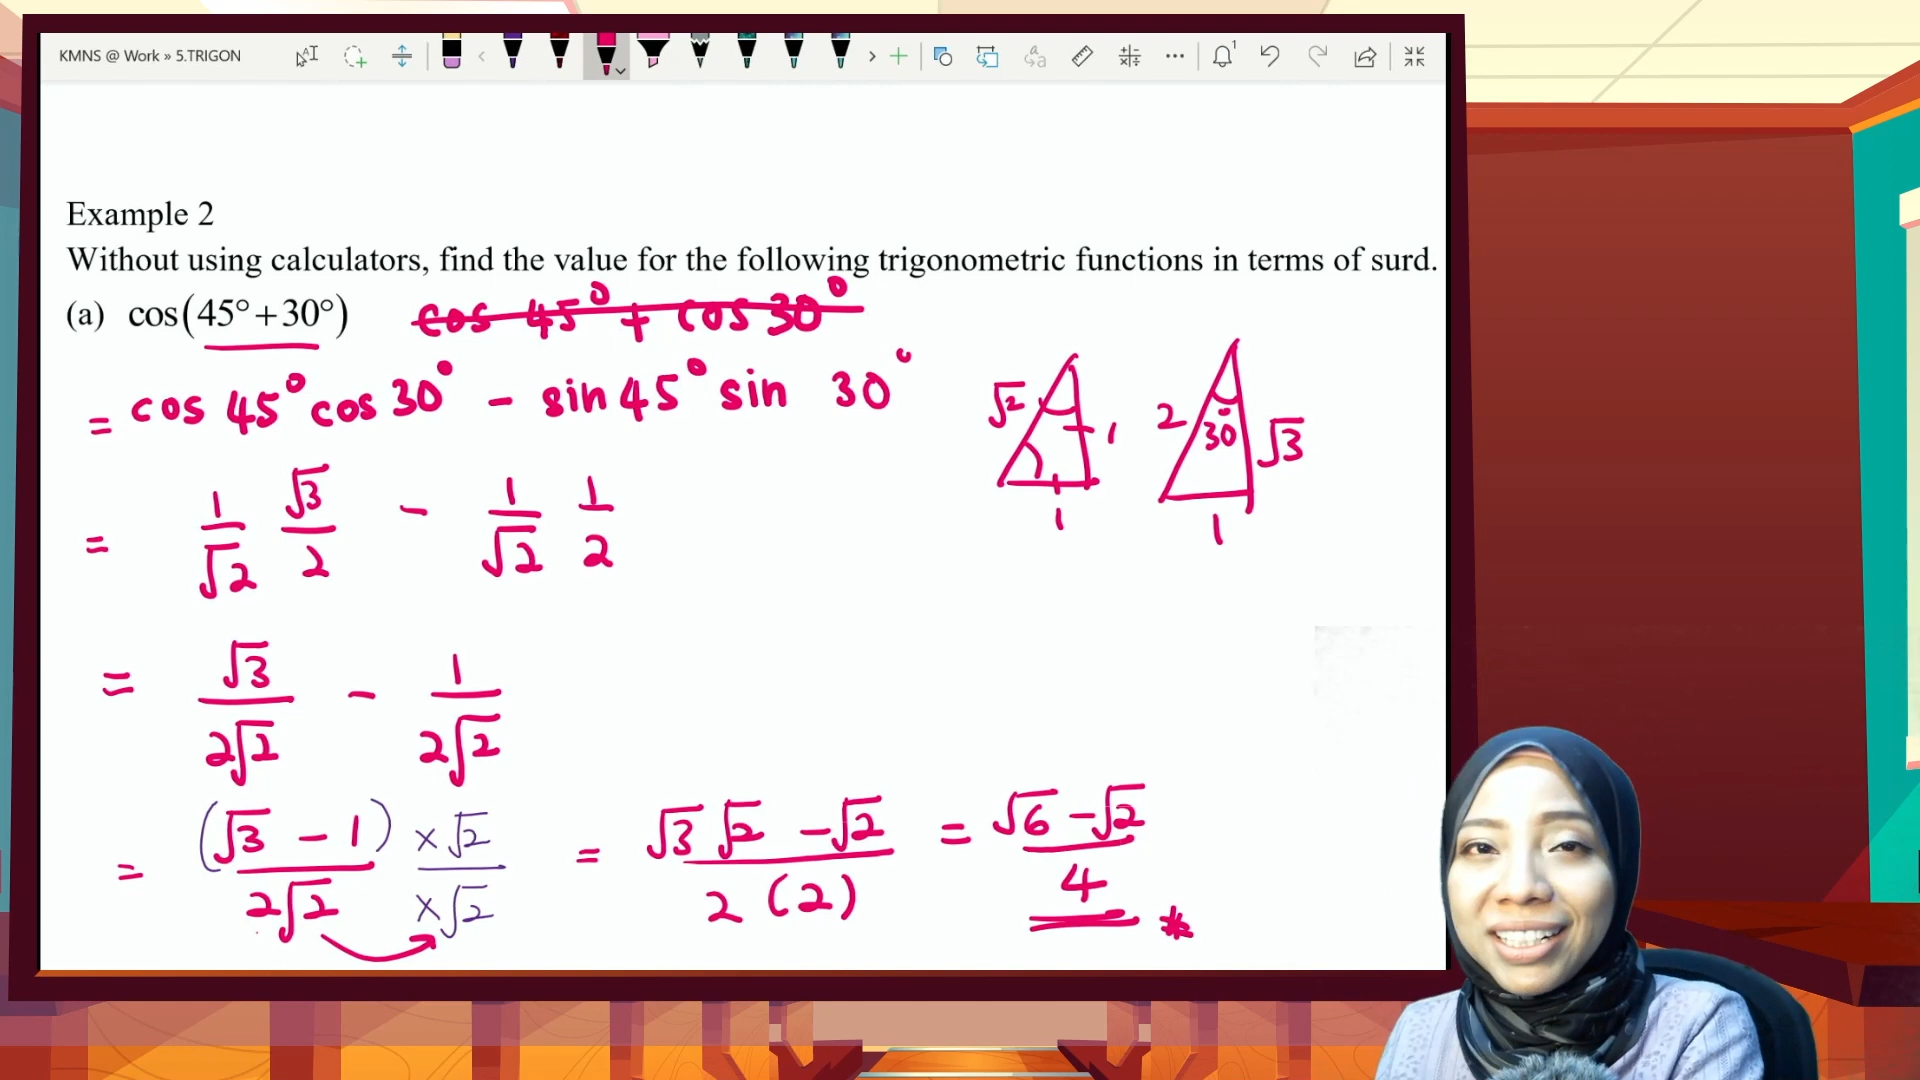 KMNS @ Work » 5.TRIGON
Example 2
Without using calculators, find the value for the following trigonometric functions in terms of surd.
(a) cos(45°+30°) cos 45° + cos 30°
= cos 45° cos 30° - sin 45° sin 30°
√2 1 1
2 30 √3 1
= 1/√2 √3/2 - 1/√2 1/2
= √3/2√2 - 1/2√2
= (√3 - 1)/2√2 ×√2/×√2 = √3 √2 - √2/2 (2) = √6 - √2/4 *